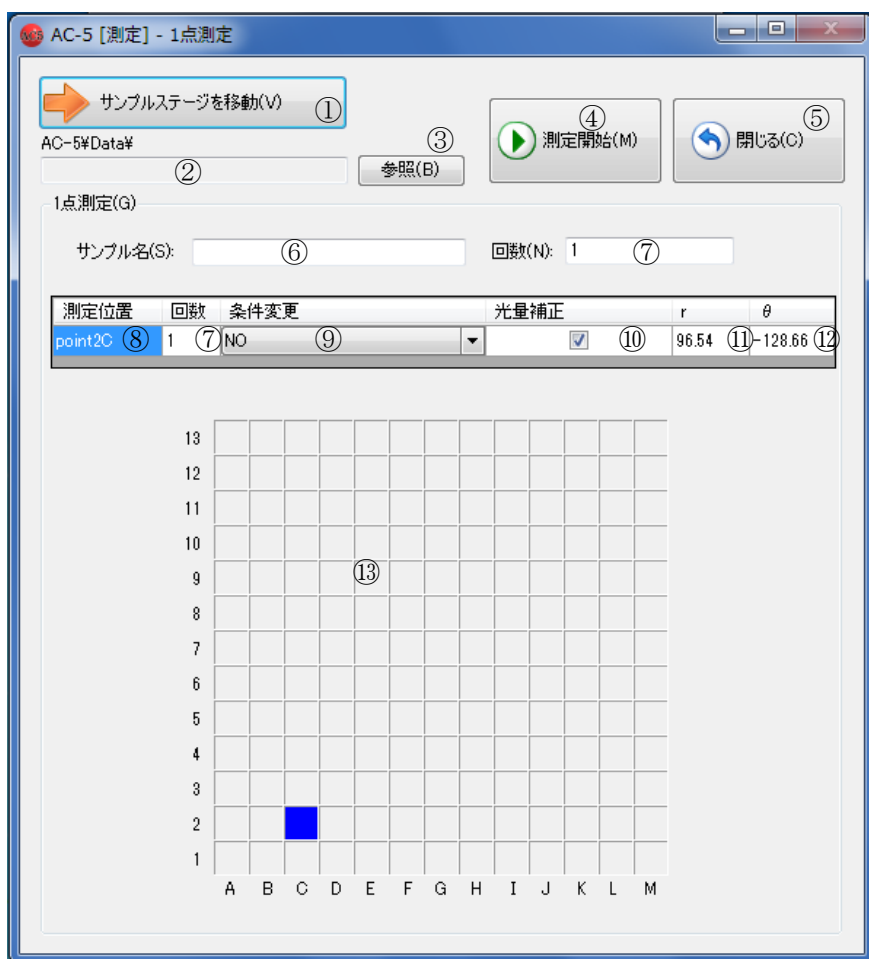 AC-5 [測定] - 1点測定
サンプルステージを移動(V) ①
AC-5¥Data¥
②
③
参照(B)
④
測定開始(M)
⑤
閉じる(C)
1点測定(G)
サンプル名(S): ⑥ 回数(N): 1 ⑦
測定位置 回数 条件変更 光量補正 r θ
point2C ⑧ 1 ⑦ NO ⑨ ⑩ 96.54 ⑪ -128.66 ⑫
13
12
11
10
9 ⑬
8
7
6
5
4
3
2
1
A B C D E F G H I J K L M